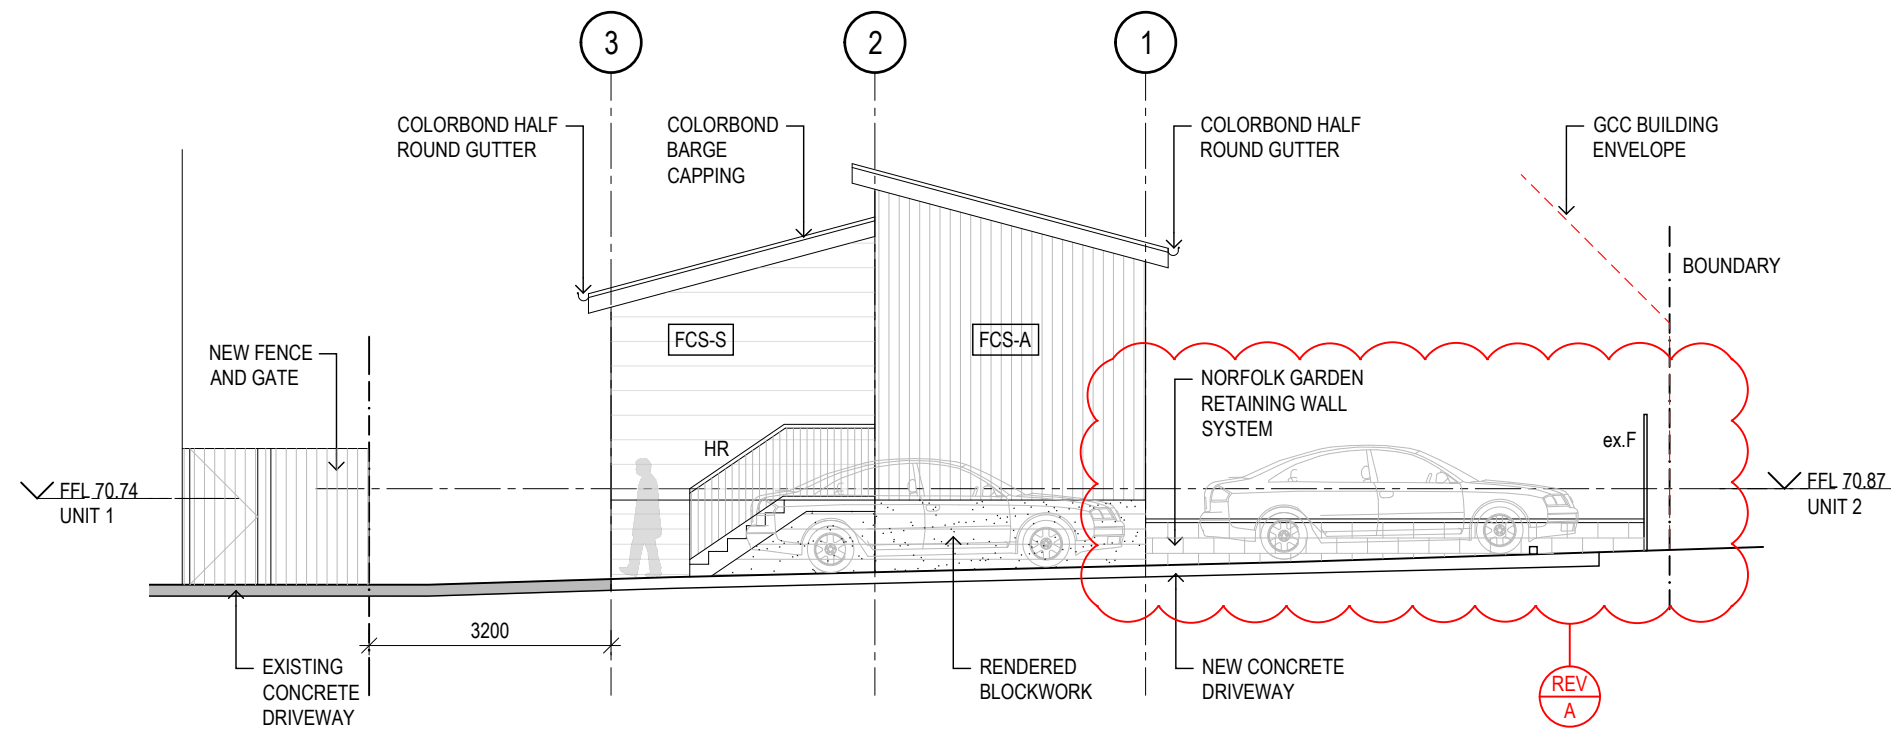 3
2
1
COLORBOND HALF
ROUND GUTTER
COLORBOND
BARGE
CAPPING
COLORBOND HALF
ROUND GUTTER
GCC BUILDING
ENVELOPE
BOUNDARY
NEW FENCE
AND GATE
FCS-S
FCS-A
NORFOLK GARDEN
RETAINING WALL
SYSTEM
HR
ex.F
FFL 70.74
UNIT 1
FFL 70.87
UNIT 2
3200
EXISTING
CONCRETE
DRIVEWAY
RENDERED
BLOCKWORK
NEW CONCRETE
DRIVEWAY
REV
A